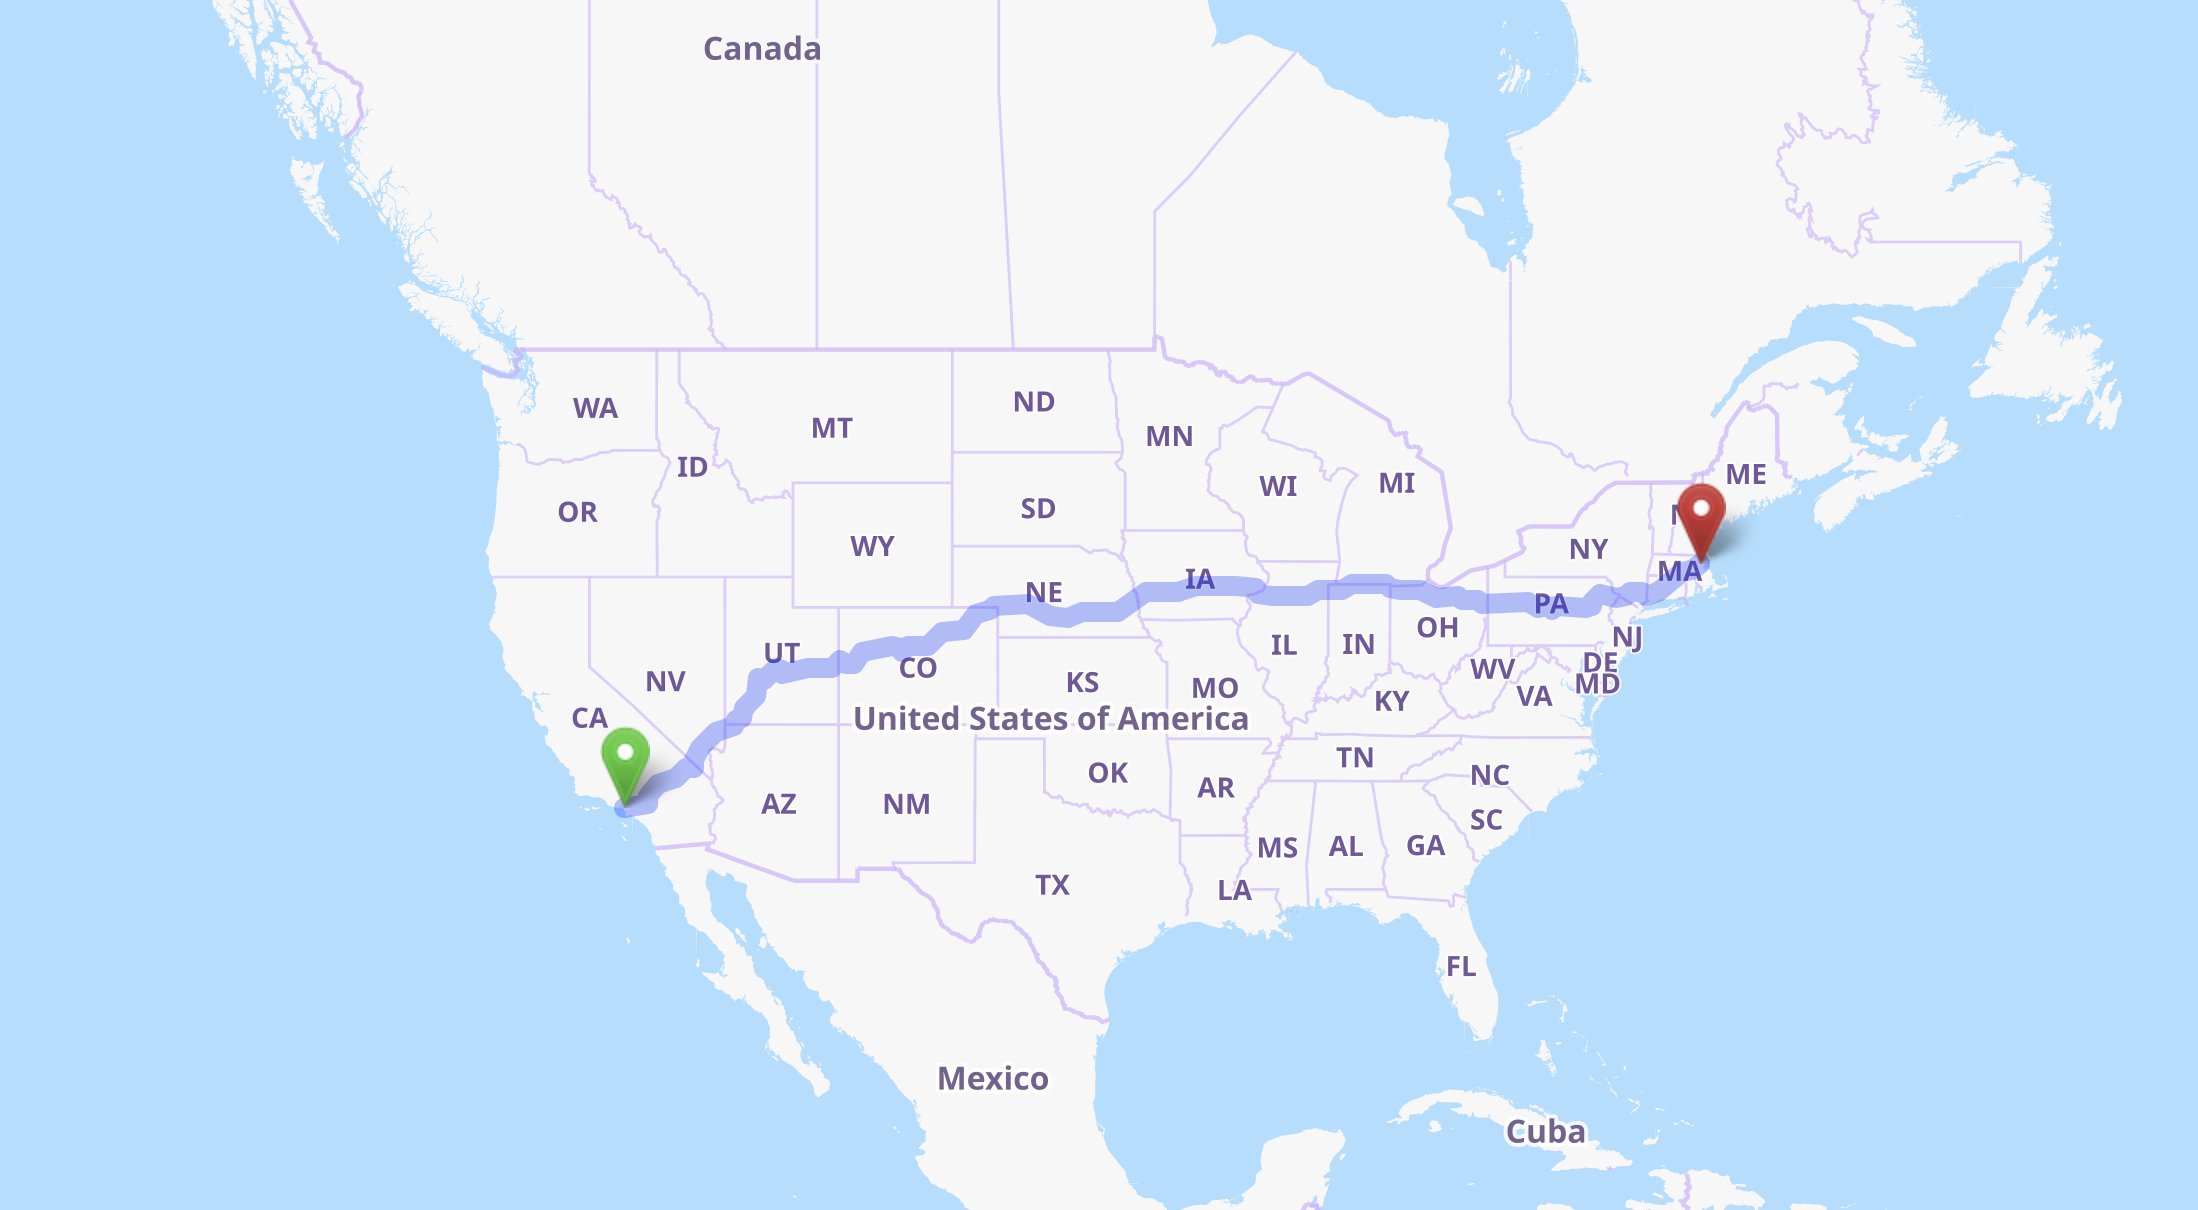 Canada
WA
MT
ND
MN
ID
OR
WY
SD
WI
MI
ME
NY
MA
NE
IA
PA
UT
CO
NV
CA
KS
MO
IL
IN
OH
NJ
DE
MD
WV
VA
KY
United States of America
TN
NC
SC
AZ
NM
OK
AR
TX
LA
MS
AL
GA
FL
Mexico
Cuba